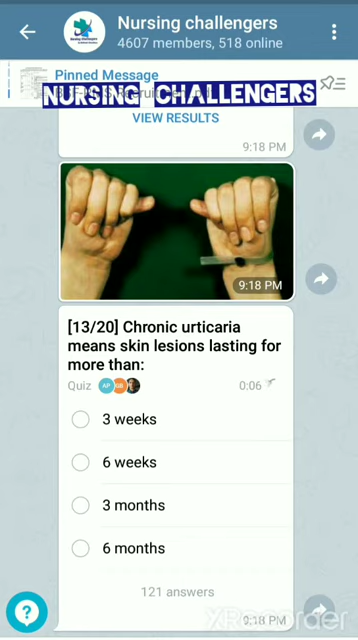 Nursing challengers
4607 members, 518 online
Pinned Message
NURSING CHALLENGERS
VIEW RESULTS
9:18 PM
9:18 PM
[13/20] Chronic urticaria
means skin lesions lasting for
more than:
Quiz AP GB 0:06
3 weeks
6 weeks
3 months
6 months
121 answers
9:18 PM
XRecorder